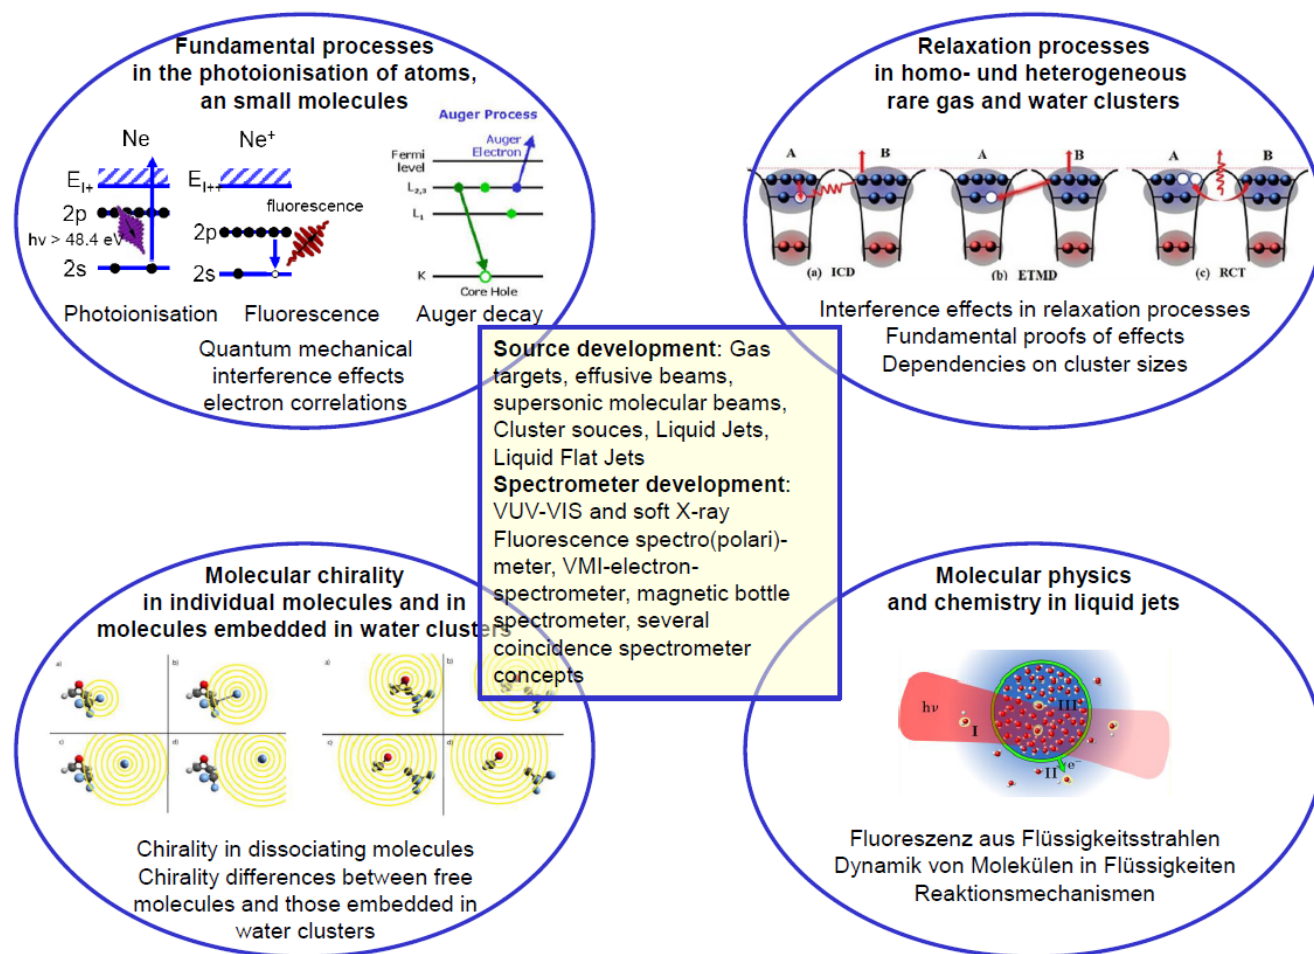 Fundamental processes
in the photoionisation of atoms,
an small molecules
Ne
Ne+
EI+
EI++
2p
2p
hν > 48.4 eV
fluorescence
2s
2s
Auger Process
Auger
Electron
Fermi
level
L2,3
L1
K
Core Hole
Photoionisation
Fluorescence
Auger decay
Quantum mechanical
interference effects
electron correlations
Relaxation processes
in homo- und heterogeneous
rare gas and water clusters
A
B
A
B
A
B
(a) ICD
(b) ETMD
(c) RCT
Interference effects in relaxation processes
Fundamental proofs of effects
Dependencies on cluster sizes
Source development: Gas
targets, effusive beams,
supersonic molecular beams,
Cluster souces, Liquid Jets,
Liquid Flat Jets
Spectrometer development:
VUV-VIS and soft X-ray
Fluorescence spectro(polari)-
meter, VMI-electron-
spectrometer, magnetic bottle
spectrometer, several
coincidence spectrometer
concepts
Molecular chirality
in individual molecules and in
molecules embedded in water clusters
a)
b)
c)
d)
a)
b)
c)
d)
Chirality in dissociating molecules
Chirality differences between free
molecules and those embedded in
water clusters
Molecular physics
and chemistry in liquid jets
hν
I
III
II
e−
Fluoreszenz aus Flüssigkeitsstrahlen
Dynamik von Molekülen in Flüssigkeiten
Reaktionsmechanismen